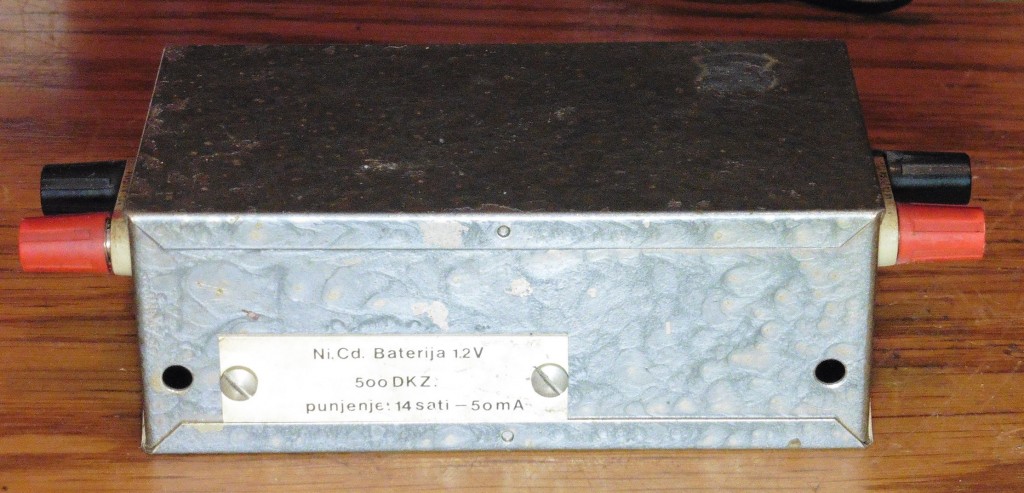 Ni.Cd. Baterija 1.2V
500 DKZ.
punjenje: 14 sati – 50mA